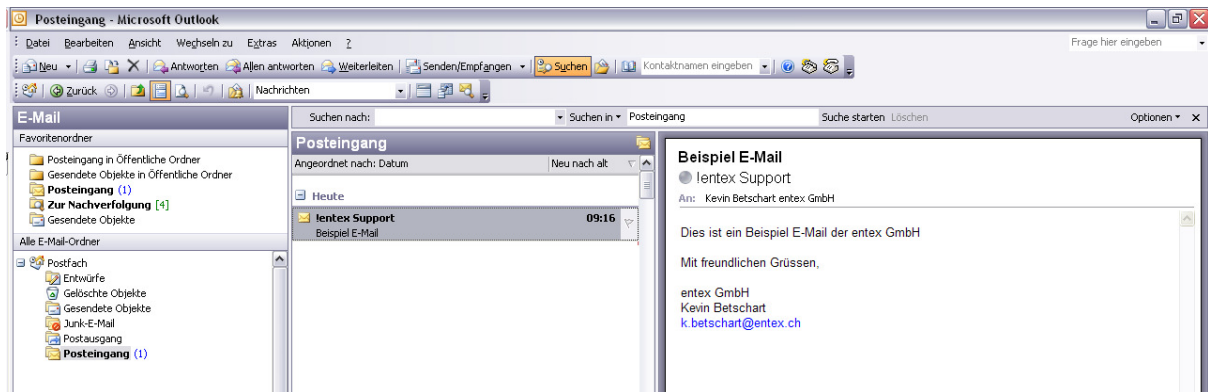 Posteingang - Microsoft Outlook
Datei Bearbeiten Ansicht Wechseln zu Extras Aktionen ? Frage hier eingeben
Neu Antworten Allen antworten Weiterleiten Senden/Empfangen Suchen Kontaktnamen eingeben
Zurück Nachrichten
E-Mail
Favoritenordner
Posteingang in Öffentliche Ordner
Gesendete Objekte in Öffentliche Ordner
Posteingang (1)
Zur Nachverfolgung [4]
Gesendete Objekte
Alle E-Mail-Ordner
Postfach
Entwürfe
Gelöschte Objekte
Gesendete Objekte
Junk-E-Mail
Postausgang
Posteingang (1)
Suchen nach: Suchen in Posteingang Suche starten Löschen Optionen
Posteingang
Angeordnet nach: Datum Neu nach alt
Heute
!entex Support 09:16
Beispiel E-Mail
Beispiel E-Mail
!entex Support
An: Kevin Betschart entex GmbH
Dies ist ein Beispiel E-Mail der entex GmbH
Mit freundlichen Grüssen,
entex GmbH
Kevin Betschart
k.betschart@entex.ch